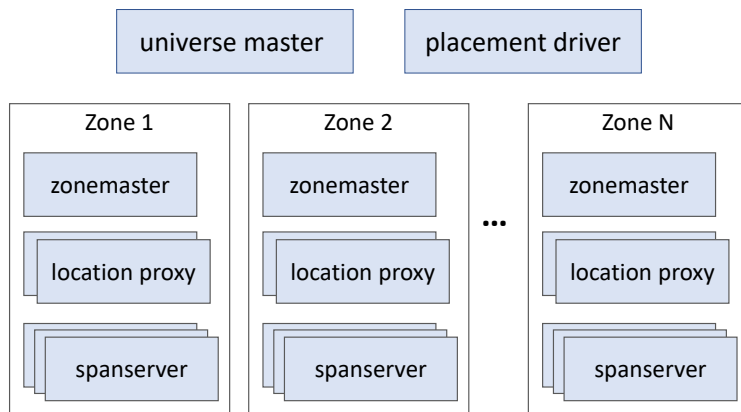 universe master
placement driver
Zone 1
zonemaster
location proxy
spanserver
Zone 2
zonemaster
location proxy
spanserver
...
Zone N
zonemaster
location proxy
spanserver